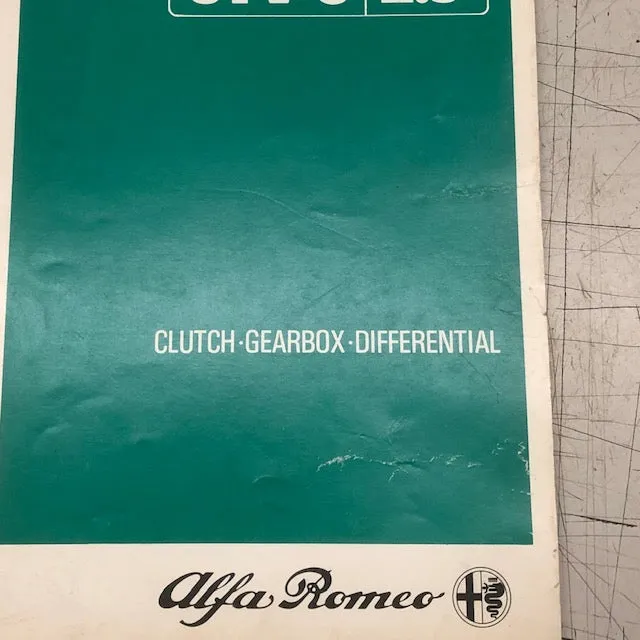 CLUTCH·GEARBOX·DIFFERENTIAL
Alfa Romeo